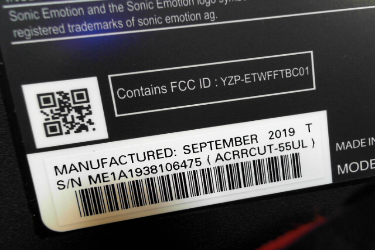 Sonic Emotion and the Sonic Emotion logo
registered trademarks of sonic emotion ag.
Contains FCC ID : YZP-ETWFFTBC01
MANUFACTURED: SEPTEMBER 2019 T
S/N ME1A1938106475 ( ACRRCUT-55UL )
MADE IN
MODE